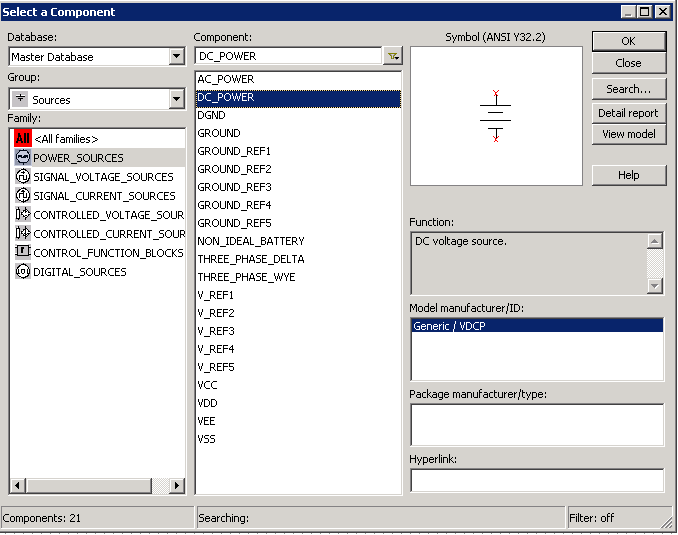 Select a Component
Database:
Master Database
Group:
Sources
Family:
All <All families>
POWER_SOURCES
SIGNAL_VOLTAGE_SOURCES
SIGNAL_CURRENT_SOURCES
CONTROLLED_VOLTAGE_SOUR
CONTROLLED_CURRENT_SOUR
CONTROL_FUNCTION_BLOCKS
DIGITAL_SOURCES
Component:
DC_POWER
AC_POWER
DC_POWER
DGND
GROUND
GROUND_REF1
GROUND_REF2
GROUND_REF3
GROUND_REF4
GROUND_REF5
NON_IDEAL_BATTERY
THREE_PHASE_DELTA
THREE_PHASE_WYE
V_REF1
V_REF2
V_REF3
V_REF4
V_REF5
VCC
VDD
VEE
VSS
Symbol (ANSI Y32.2)
Function:
DC voltage source.
Model manufacturer/ID:
Generic / VDCP
Package manufacturer/type:
Hyperlink:
OK
Close
Search...
Detail report
View model
Help
Components: 21
Searching:
Filter: off